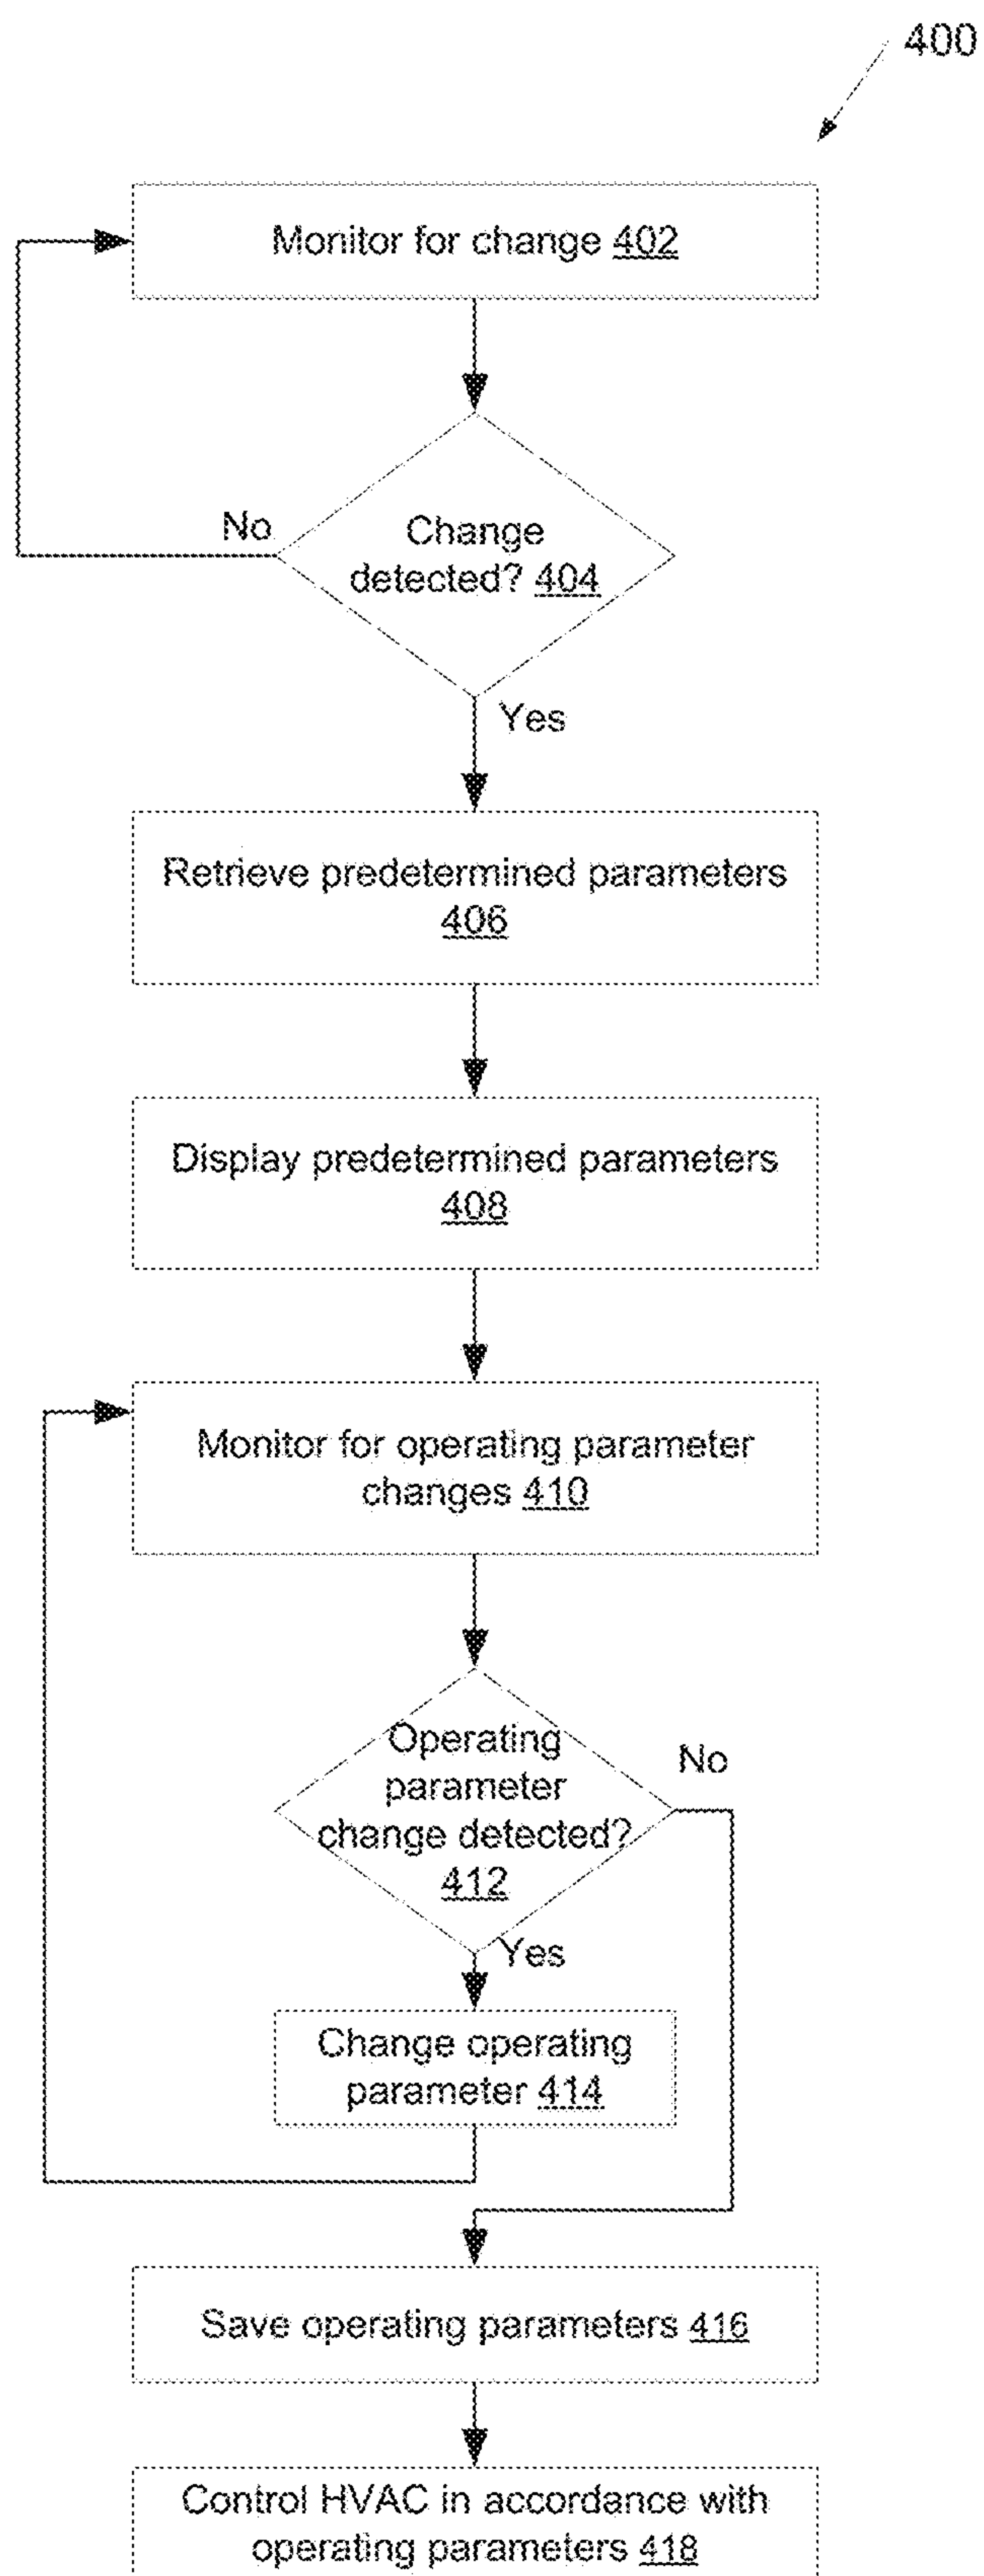 400
Monitor for change 402
No
Change
detected? 404
Yes
Retrieve predetermined parameters
406
Display predetermined parameters
408
Monitor for operating parameter
changes 410
Operating
parameter
change detected?
412
No
Yes
Change operating
parameter 414
Save operating parameters 416
Control HVAC in accordance with
operating parameters 418